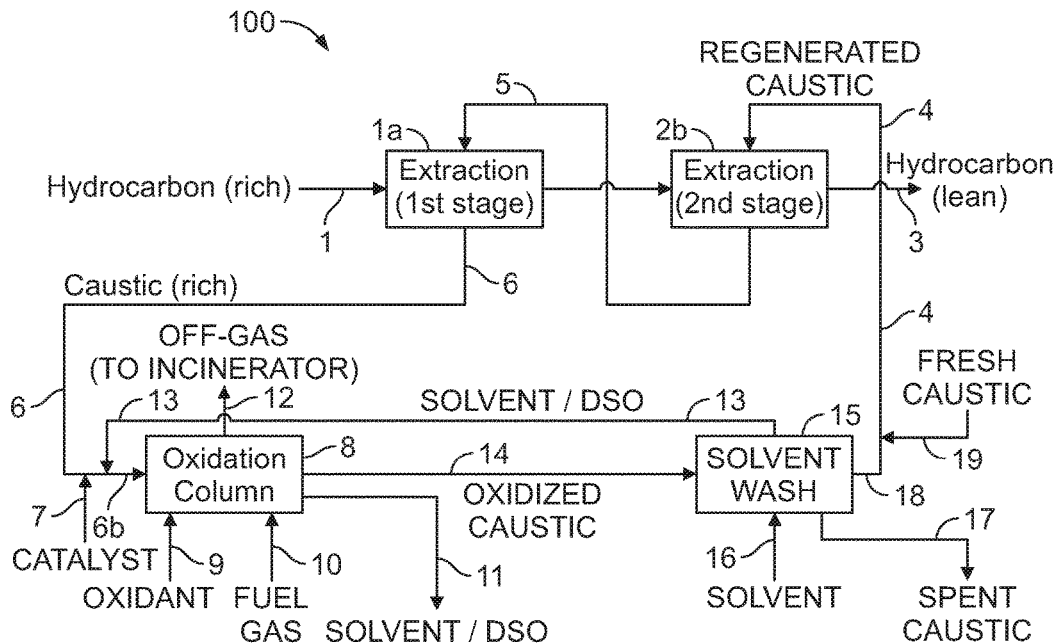 100
REGENERATED
CAUSTIC
5
4
1a
2b
Hydrocarbon (rich)
Extraction
(1st stage)
Extraction
(2nd stage)
Hydrocarbon
(lean)
1
3
6
Caustic (rich)
4
OFF-GAS
(TO INCINERATOR)
FRESH
CAUSTIC
6
13
12
SOLVENT / DSO
13
15
8
Oxidation
Column
14
OXIDIZED
CAUSTIC
SOLVENT
WASH
18
19
7
6b
CATALYST
9
OXIDANT
10
FUEL
GAS
11
SOLVENT / DSO
16
SOLVENT
17
SPENT
CAUSTIC